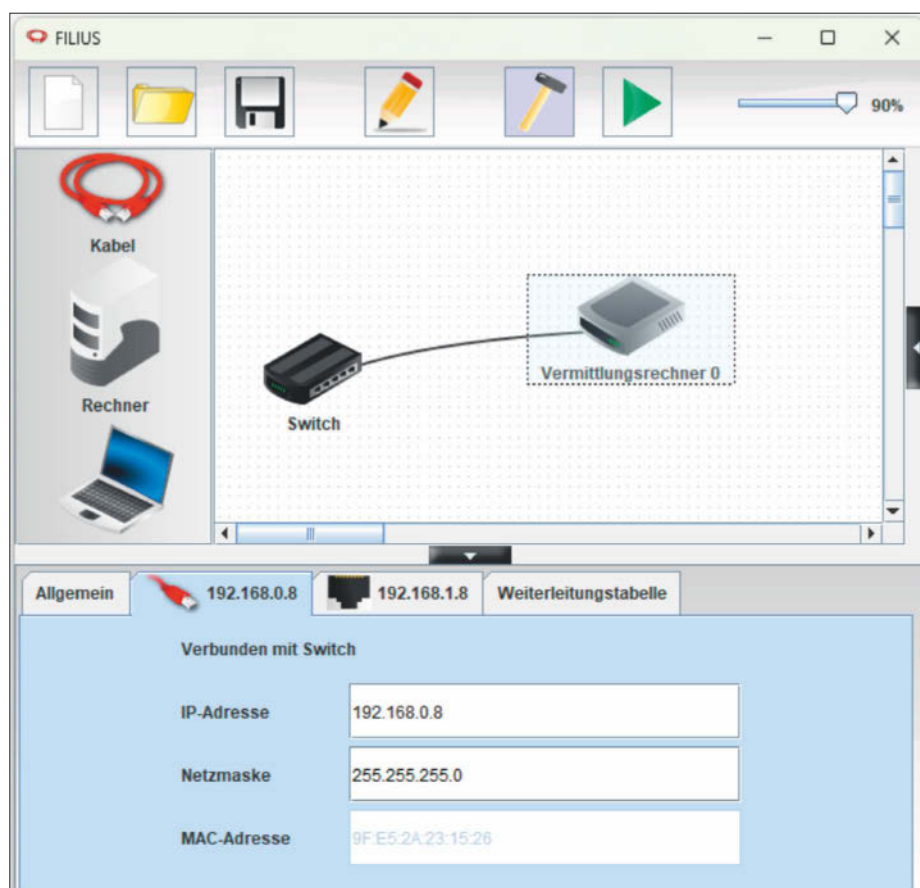 FILIUS
90%
Kabel
Rechner
Switch
Vermittlungsrechner 0
Allgemein
192.168.0.8
192.168.1.8
Weiterleitungstabelle
Verbunden mit Switch
IP-Adresse
192.168.0.8
Netzmaske
255.255.255.0
MAC-Adresse
9F:E5:2A:23:15:26